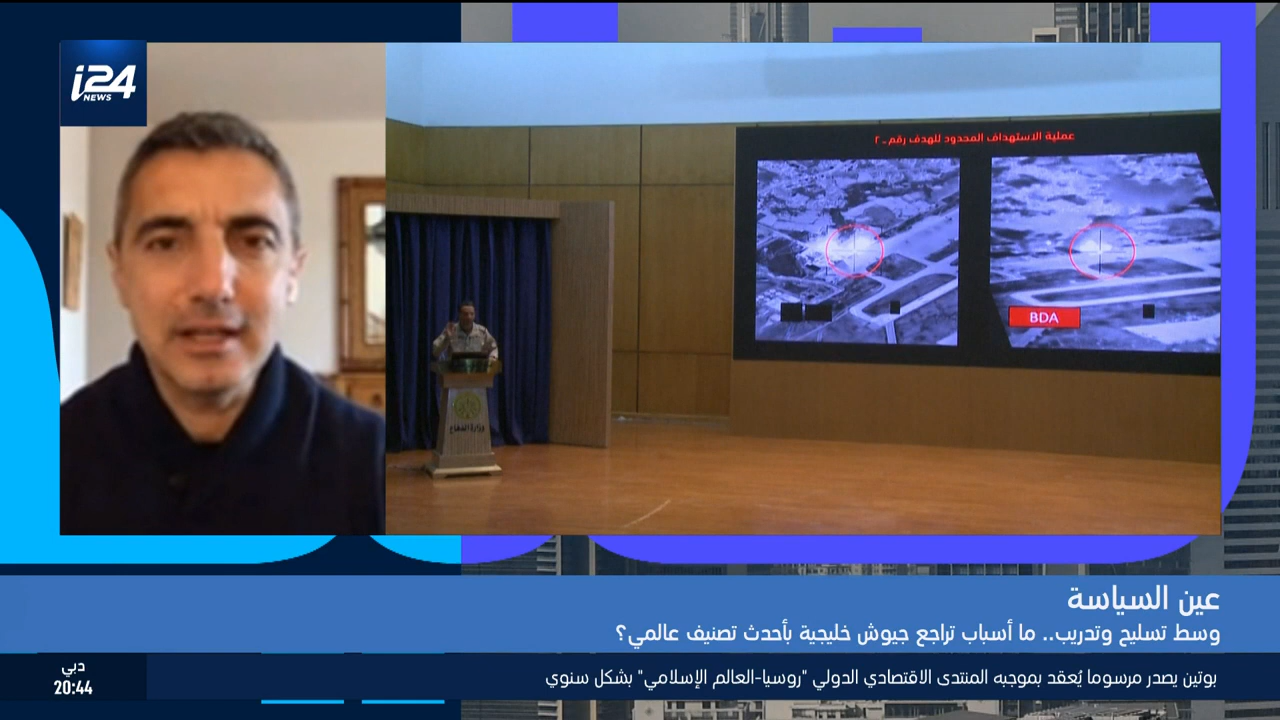 i24
NEWS
عملية الاستهداف المحدود للهدف رقم ـ ٢
BDA
وزارة الدفاع
عين السياسة
وسط تسليح وتدريب.. ما أسباب تراجع جيوش خليجية بأحدث تصنيف عالمي؟
دبي
20:44
بوتين يصدر مرسوما يُعقد بموجبه المنتدى الاقتصادي الدولي "روسيا-العالم الإسلامي" بشكل سنوي